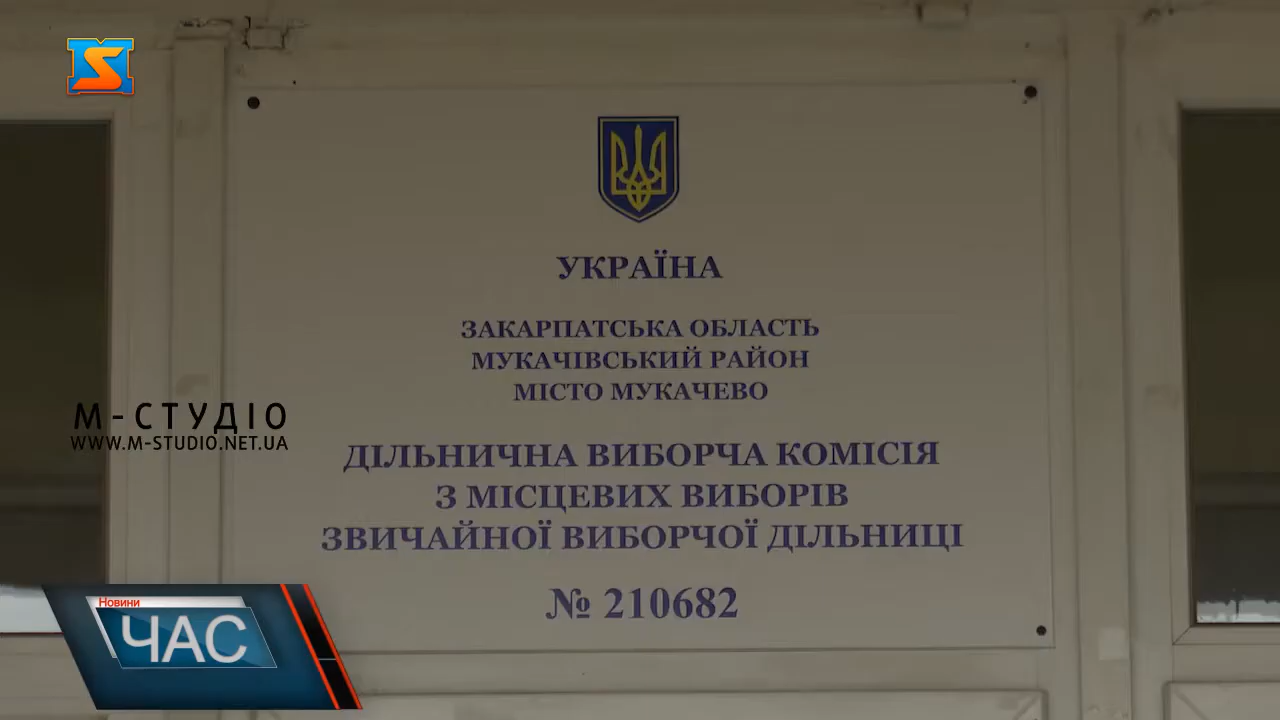 УКРАЇНА
ЗАКАРПАТСЬКА ОБЛАСТЬ
МУКАЧІВСЬКИЙ РАЙОН
МІСТО МУКАЧЕВО
М-СТУДІО
WWW.M-STUDIO.NET.UA
ДІЛЬНИЧНА ВИБОРЧА КОМІСІЯ
З МІСЦЕВИХ ВИБОРІВ
ЗВИЧАЙНОЇ ВИБОРЧОЇ ДІЛЬНИЦІ
№ 210682
Новини
ЧАС